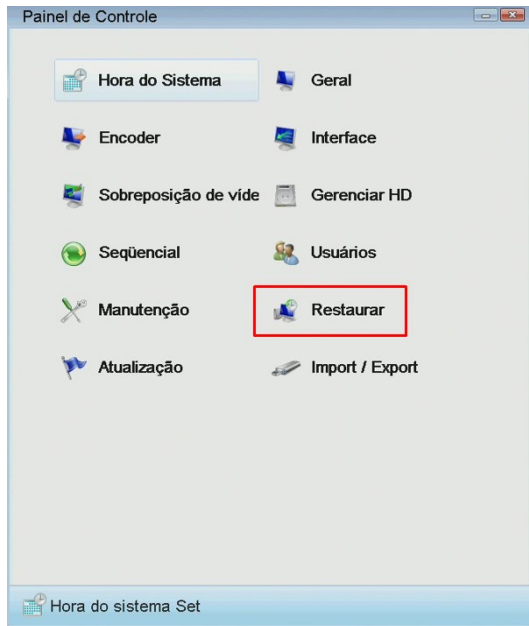 Painel de Controle
Hora do Sistema
Geral
Encoder
Interface
Sobreposição de víde
Gerenciar HD
Seqüencial
Usuários
Manutenção
Restaurar
Atualização
Import / Export
Hora do sistema Set